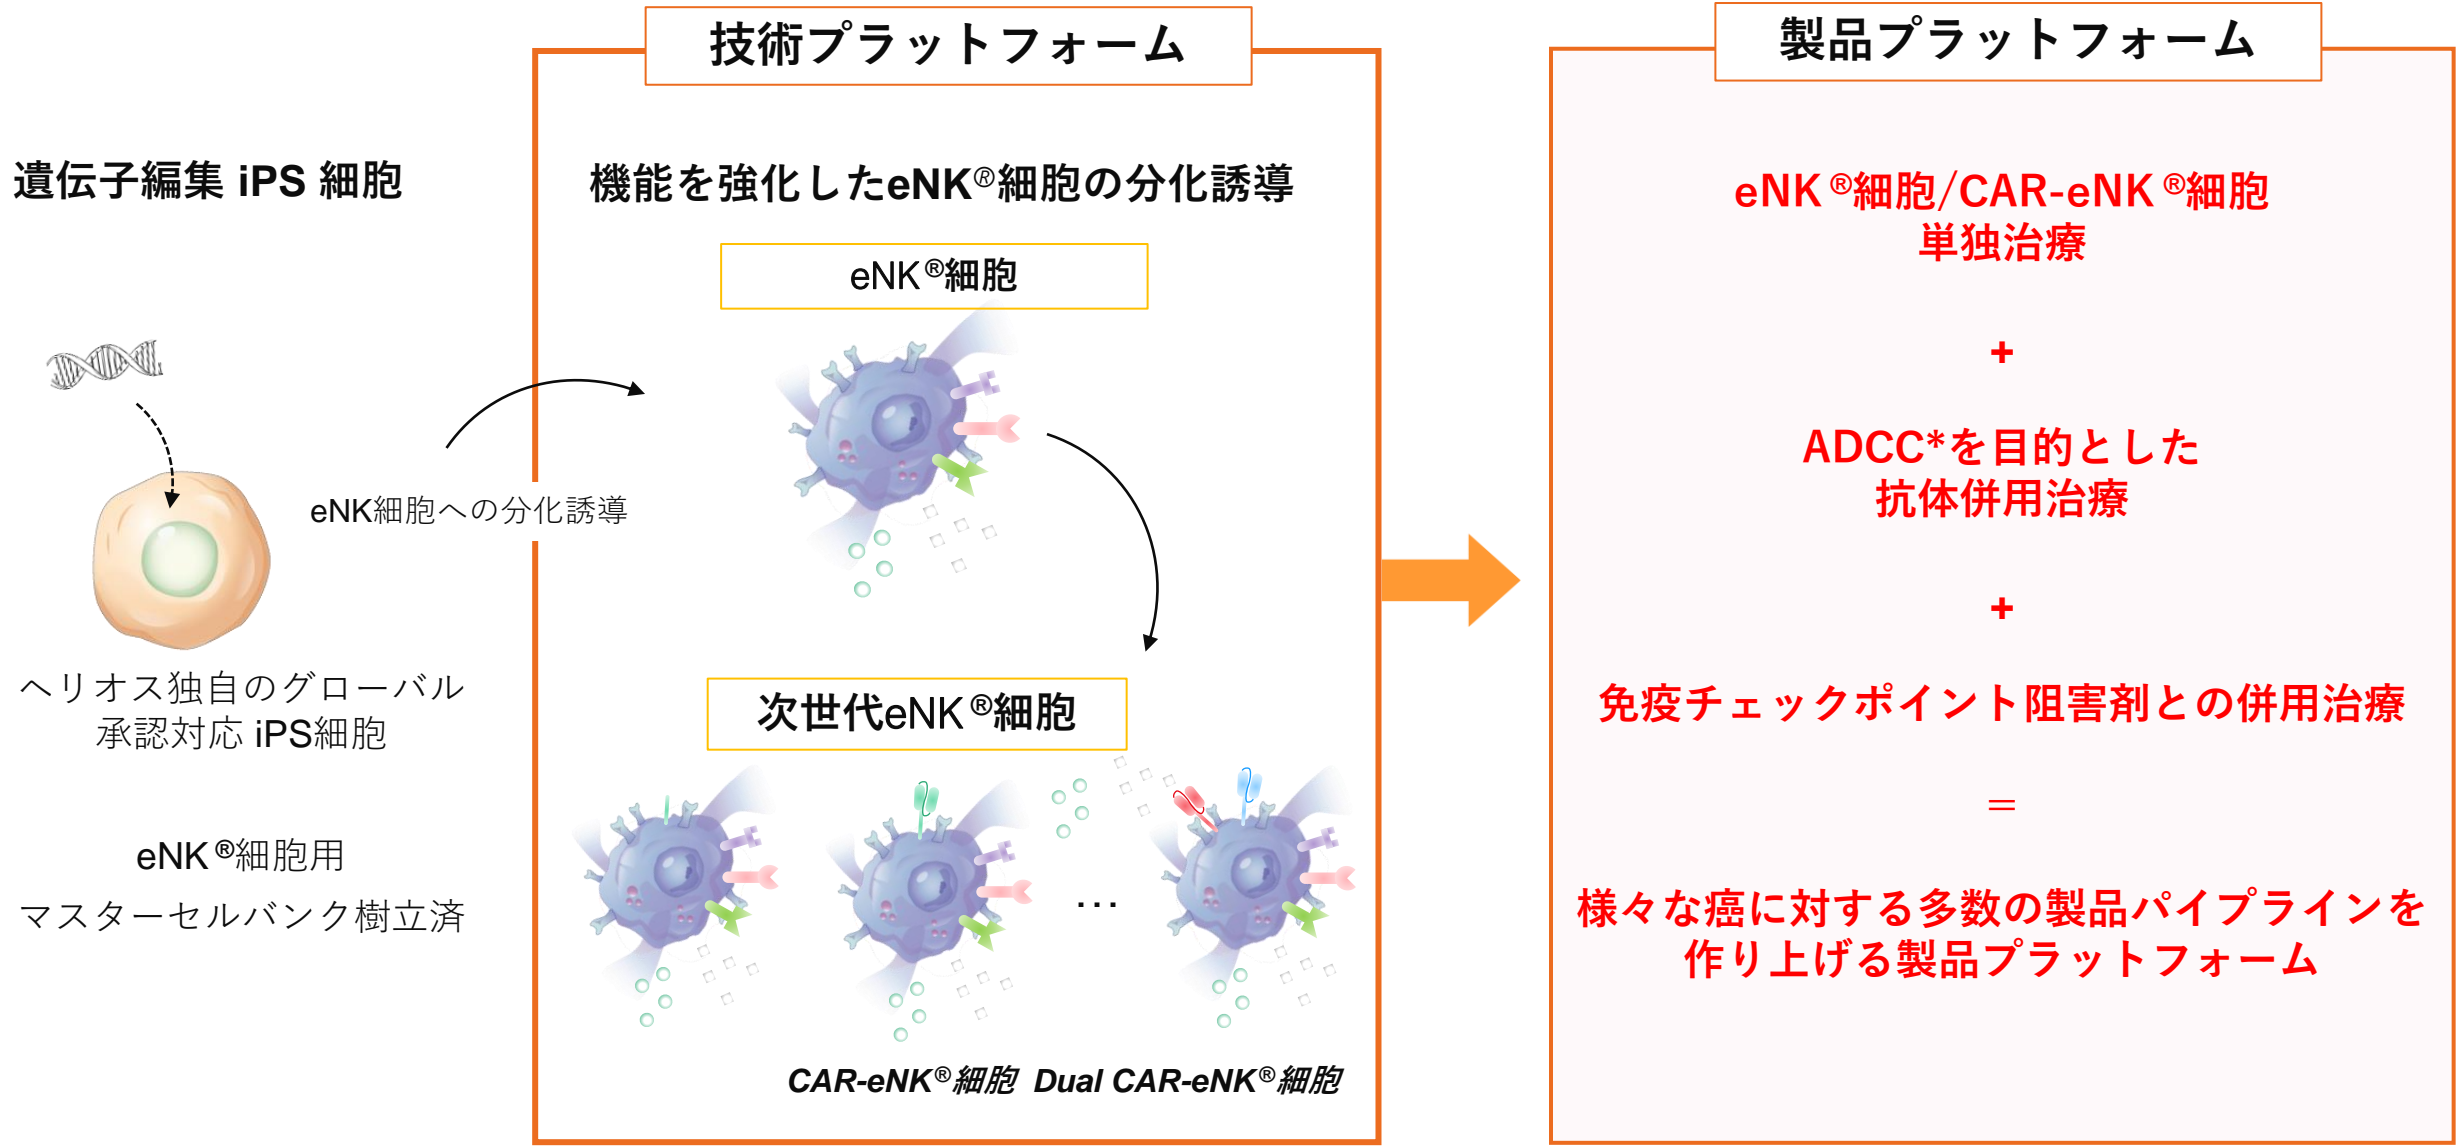 遺伝子編集 iPS 細胞
eNK細胞への分化誘導
ヘリオス独自のグローバル
承認対応 iPS細胞
eNK®細胞用
マスターセルバンク樹立済
技術プラットフォーム
機能を強化したeNK®細胞の分化誘導
eNK®細胞
次世代eNK®細胞
…
CAR-eNK®細胞 Dual CAR-eNK®細胞
製品プラットフォーム
eNK®細胞/CAR-eNK®細胞
単独治療
+
ADCC*を目的とした
抗体併用治療
+
免疫チェックポイント阻害剤との併用治療
＝
様々な癌に対する多数の製品パイプラインを
作り上げる製品プラットフォーム